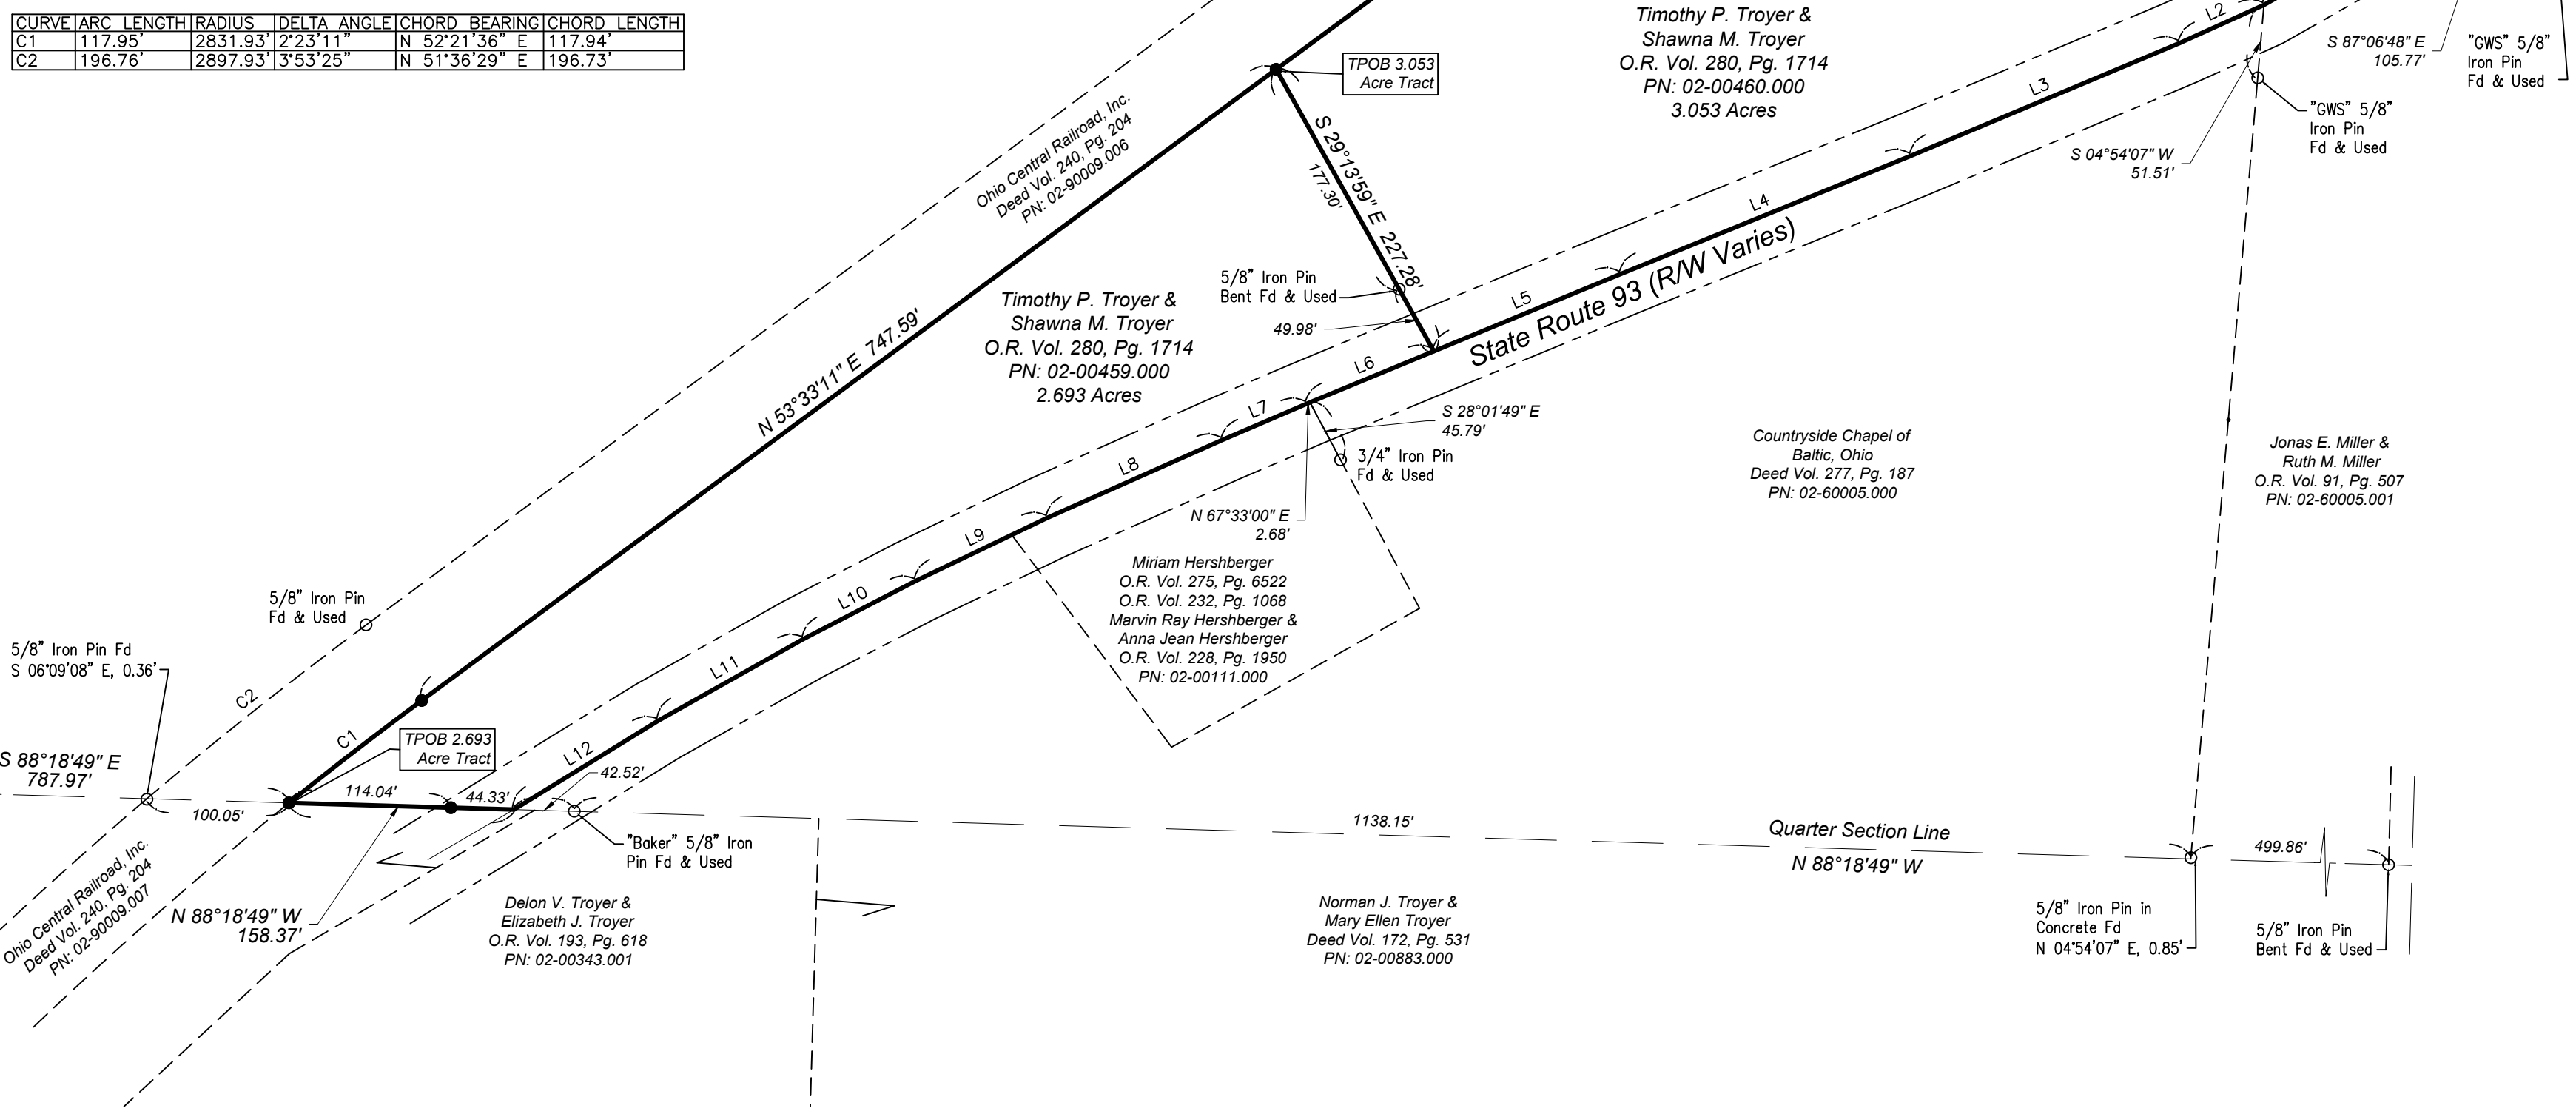 CURVE ARC LENGTH RADIUS DELTA ANGLE CHORD BEARING CHORD LENGTH
C1 117.95' 2831.93' 2°23'11" N 52°21'36" E 117.94'
C2 196.76' 2897.93' 3°53'25" N 51°36'29" E 196.73'
Timothy P. Troyer &
Shawna M. Troyer
O.R. Vol. 280, Pg. 1714
PN: 02-00460.000
3.053 Acres
L2
S 87°06'48" E
105.77'
"GWS" 5/8"
Iron Pin
Fd & Used
"GWS" 5/8"
Iron Pin
Fd & Used
S 04°54'07" W
51.51'
L3
L4
L5
State Route 93 (R/W Varies)
TPOB 3.053
Acre Tract
Ohio Central Railroad, Inc.
Deed Vol. 240, Pg. 204
PN: 02-90009.006
S 29°13'59" E 227.28'
177.30'
5/8" Iron Pin
Bent Fd & Used
49.98'
L6
Timothy P. Troyer &
Shawna M. Troyer
O.R. Vol. 280, Pg. 1714
PN: 02-00459.000
2.693 Acres
N 53°33'11" E 747.59'
L7
S 28°01'49" E
45.79'
3/4" Iron Pin
Fd & Used
L8
N 67°33'00" E
2.68'
Countryside Chapel of
Baltic, Ohio
Deed Vol. 277, Pg. 187
PN: 02-60005.000
Jonas E. Miller &
Ruth M. Miller
O.R. Vol. 91, Pg. 507
PN: 02-60005.001
L9
Miriam Hershberger
O.R. Vol. 275, Pg. 6522
O.R. Vol. 232, Pg. 1068
Marvin Ray Hershberger &
Anna Jean Hershberger
O.R. Vol. 228, Pg. 1950
PN: 02-00111.000
L10
L11
L12
5/8" Iron Pin
Fd & Used
5/8" Iron Pin Fd
S 06°09'08" E, 0.36'
C2
C1
TPOB 2.693
Acre Tract
S 88°18'49" E
787.97'
100.05'
114.04'
44.33'
42.52'
"Baker" 5/8" Iron
Pin Fd & Used
1138.15'
Quarter Section Line
N 88°18'49" W
499.86'
Ohio Central Railroad, Inc.
Deed Vol. 240, Pg. 204
PN: 02-90009.007
N 88°18'49" W
158.37'
Delon V. Troyer &
Elizabeth J. Troyer
O.R. Vol. 193, Pg. 618
PN: 02-00343.001
Norman J. Troyer &
Mary Ellen Troyer
Deed Vol. 172, Pg. 531
PN: 02-00883.000
5/8" Iron Pin in
Concrete Fd
N 04°54'07" E, 0.85'
5/8" Iron Pin
Bent Fd & Used